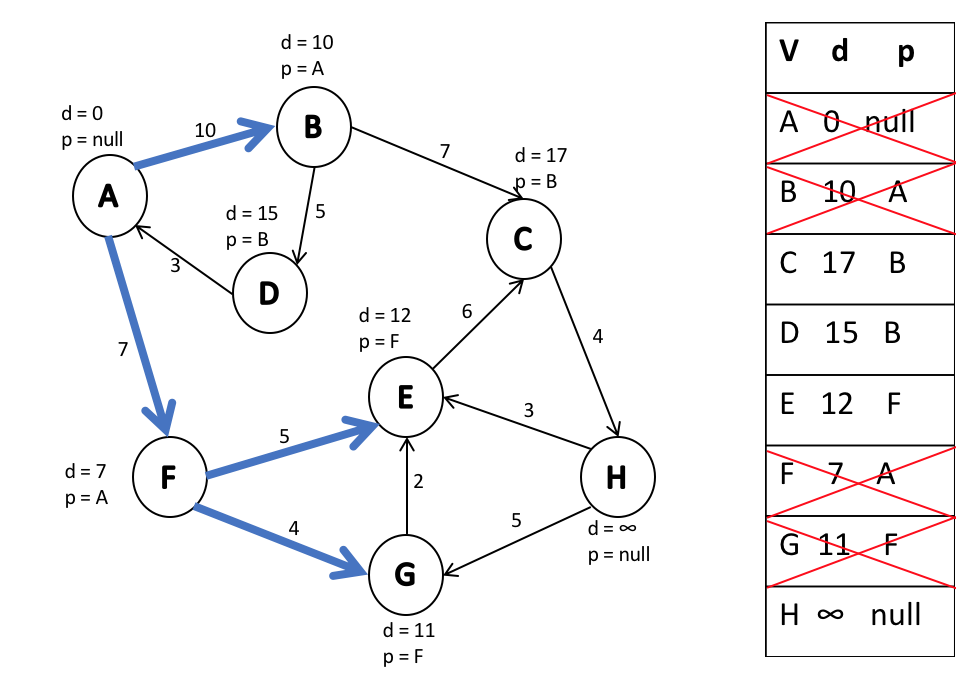 d = 10
p = A
B
d = 0
p = null
10
A
7
d = 17
p = B
C
d = 15
p = B
5
3
D
7
d = 12
p = F
6
4
E
3
5
F
d = 7
p = A
2
H
4
5
d = ∞
p = null
G
d = 11
p = F
V d p
A 0 null
B 10 A
C 17 B
D 15 B
E 12 F
F 7 A
G 11 F
H ∞ null